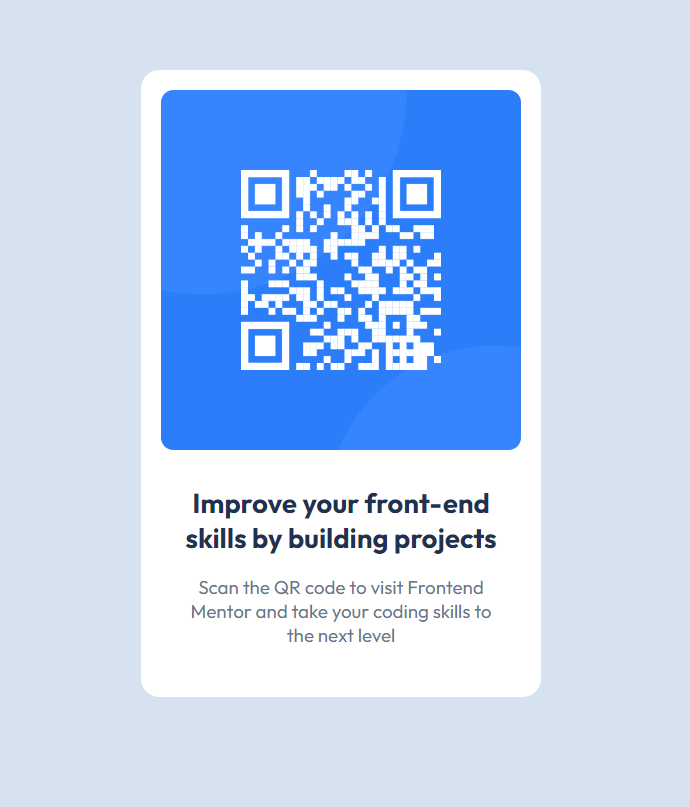 Improve your front-end
skills by building projects
Scan the QR code to visit Frontend
Mentor and take your coding skills to
the next level